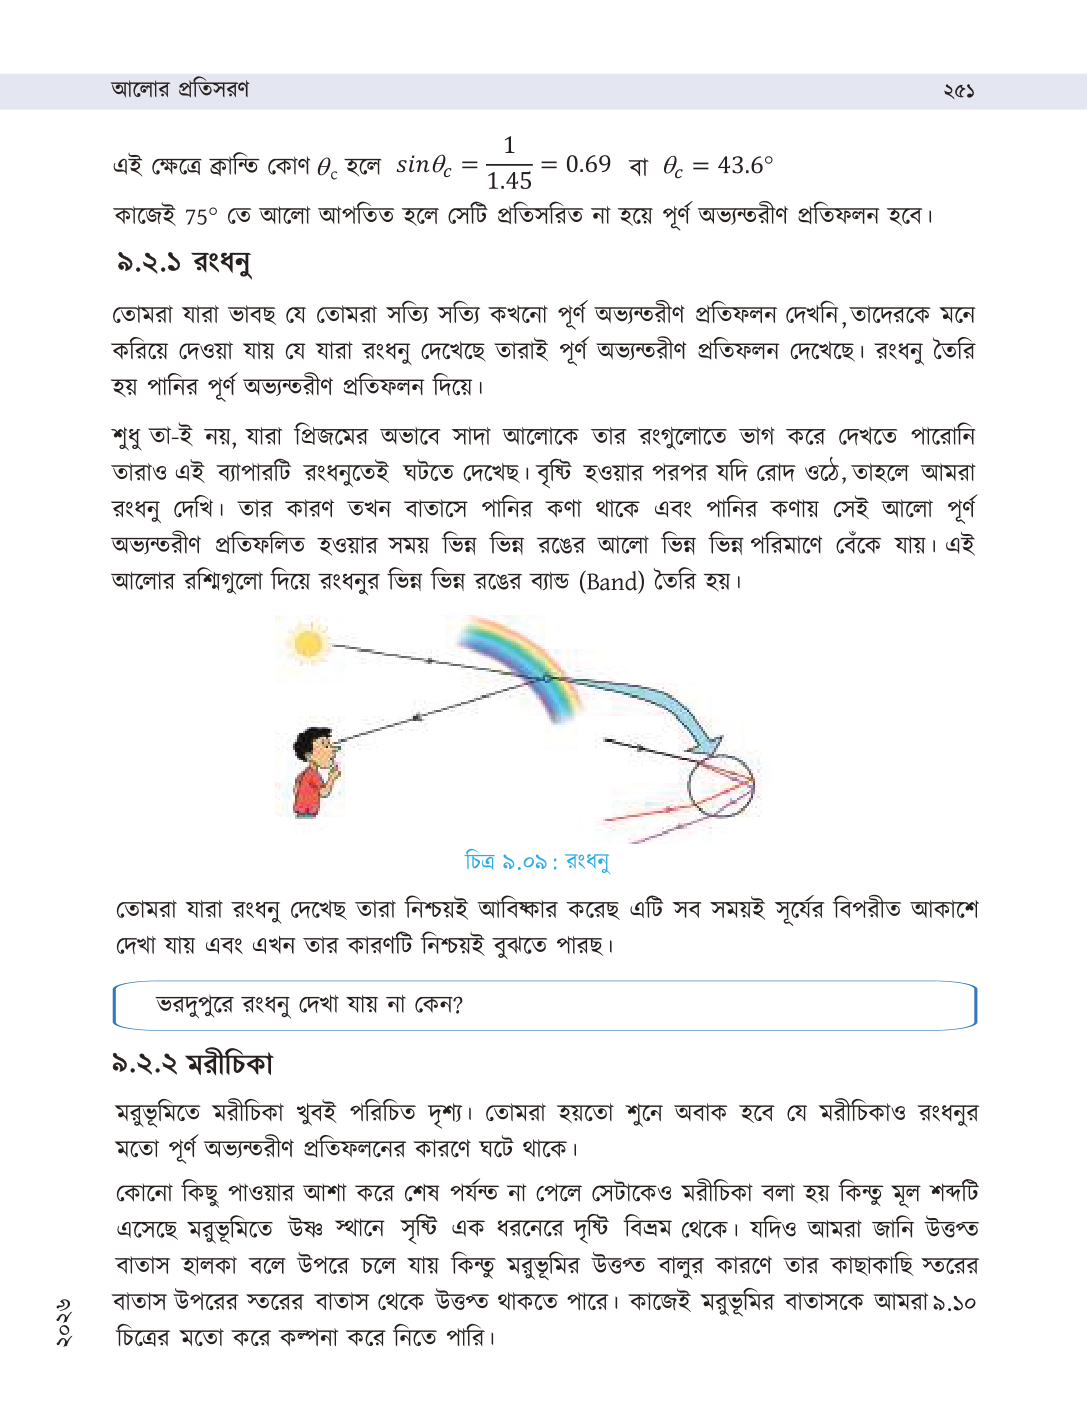 আলোর প্রতিসরণ ২৫১
এই ক্ষেত্রে ক্রান্তি কোণ θc হলে sinθc = 1/1.45 = 0.69 বা θc = 43.6°
কাজেই 75° তে আলো আপতিত হলে সেটি প্রতিসরিত না হয়ে পূর্ণ অভ্যন্তরীণ প্রতিফলন হবে।
৯.২.১ রংধনু
তোমরা যারা ভাবছ যে তোমরা সত্যি সত্যি কখনো পূর্ণ অভ্যন্তরীণ প্রতিফলন দেখনি,তাদেরকে মনে
করিয়ে দেওয়া যায় যে যারা রংধনু দেখেছে তারাই পূর্ণ অভ্যন্তরীণ প্রতিফলন দেখেছে। রংধনু তৈরি
হয় পানির পূর্ণ অভ্যন্তরীণ প্রতিফলন দিয়ে।
শুধু তা-ই নয়, যারা প্রিজমের অভাবে সাদা আলোকে তার রংগুলোতে ভাগ করে দেখতে পারোনি
তারাও এই ব্যাপারটি রংধনুতেই ঘটতে দেখেছ। বৃষ্টি হওয়ার পরপর যদি রোদ ওঠে,তাহলে আমরা
রংধনু দেখি। তার কারণ তখন বাতাসে পানির কণা থাকে এবং পানির কণায় সেই আলো পূর্ণ
অভ্যন্তরীণ প্রতিফলিত হওয়ার সময় ভিন্ন ভিন্ন রঙের আলো ভিন্ন ভিন্ন পরিমাণে বেঁকে যায়। এই
আলোর রশ্মিগুলো দিয়ে রংধনুর ভিন্ন ভিন্ন রঙের ব্যান্ড (Band) তৈরি হয়।
চিত্র ৯.০৯ : রংধনু
তোমরা যারা রংধনু দেখেছ তারা নিশ্চয়ই আবিষ্কার করেছ এটি সব সময়ই সূর্যের বিপরীত আকাশে
দেখা যায় এবং এখন তার কারণটি নিশ্চয়ই বুঝতে পারছ।
ভরদুপুরে রংধনু দেখা যায় না কেন?
৯.২.২ মরীচিকা
মরুভূমিতে মরীচিকা খুবই পরিচিত দৃশ্য। তোমরা হয়তো শুনে অবাক হবে যে মরীচিকাও রংধনুর
মতো পূর্ণ অভ্যন্তরীণ প্রতিফলনের কারণে ঘটে থাকে।
কোনো কিছু পাওয়ার আশা করে শেষ পর্যন্ত না পেলে সেটাকেও মরীচিকা বলা হয় কিন্তু মূল শব্দটি
এসেছে মরুভূমিতে উষ্ণ স্থানে সৃষ্টি এক ধরনেরে দৃষ্টি বিভ্রম থেকে। যদিও আমরা জানি উত্তপ্ত
বাতাস হালকা বলে উপরে চলে যায় কিন্তু মরুভূমির উত্তপ্ত বালুর কারণে তার কাছাকাছি স্তরের
বাতাস উপরের স্তরের বাতাস থেকে উত্তপ্ত থাকতে পারে। কাজেই মরুভূমির বাতাসকে আমরা ৯.১০
চিত্রের মতো করে কল্পনা করে নিতে পারি।
২০২৬